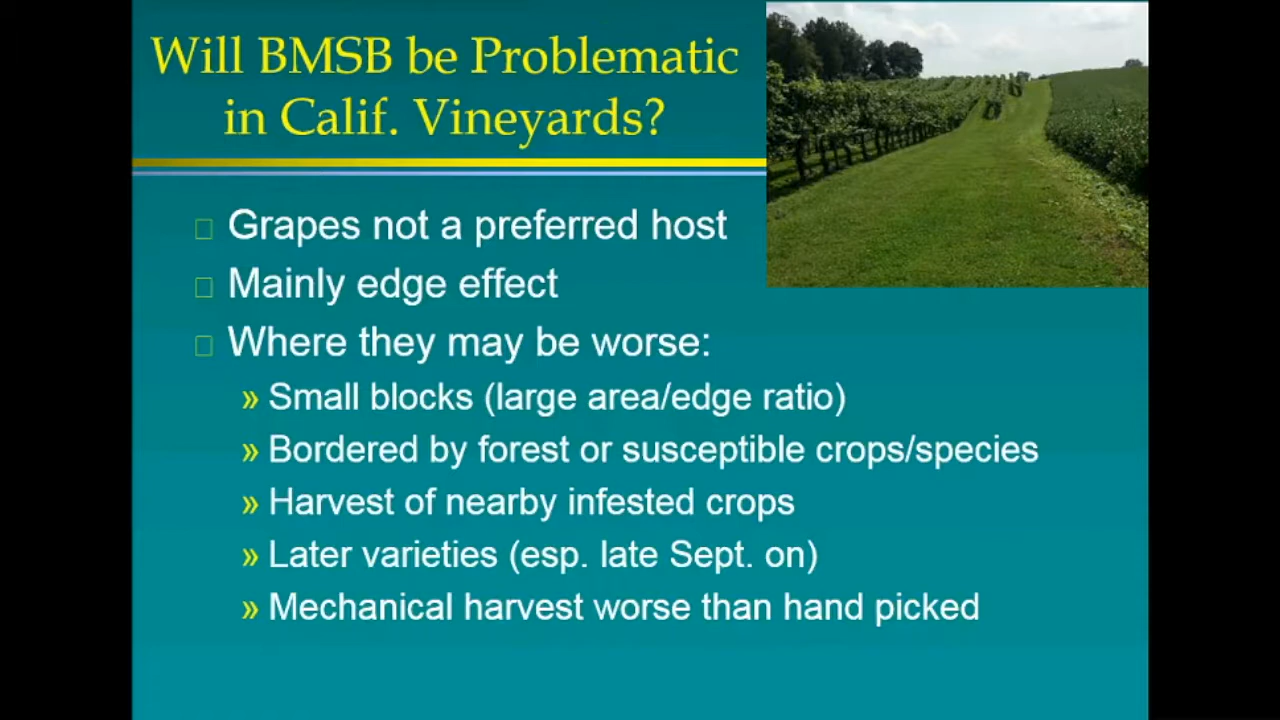 Will BMSB be Problematic
in Calif. Vineyards?
Grapes not a preferred host
Mainly edge effect
Where they may be worse:
» Small blocks (large area/edge ratio)
» Bordered by forest or susceptible crops/species
» Harvest of nearby infested crops
» Later varieties (esp. late Sept. on)
» Mechanical harvest worse than hand picked